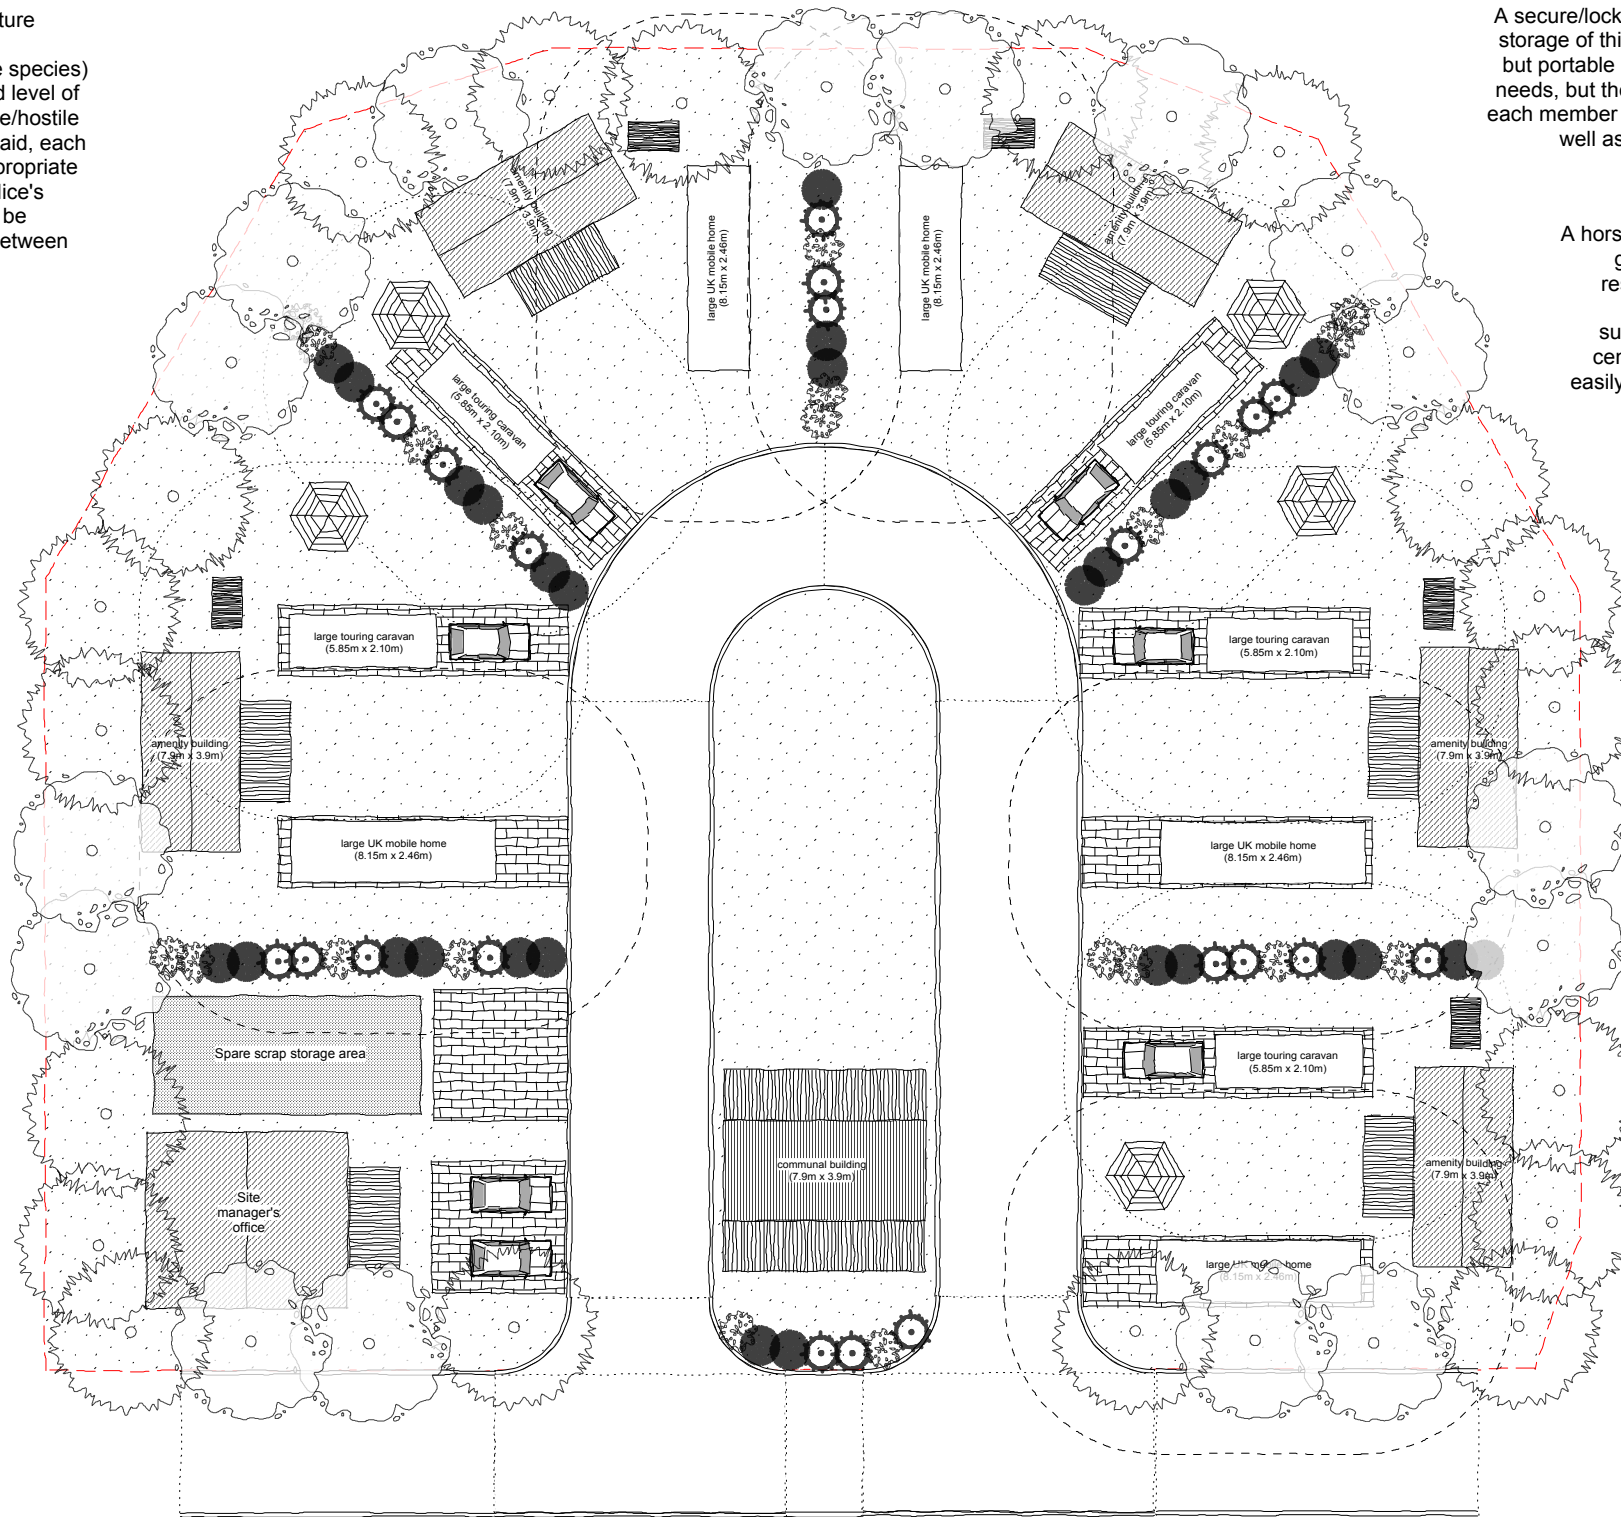 ture
e species)
d level of
e/hostile
aid, each
propriate
lice's
be
etween
A secure/lock
storage of thi
but portable
needs, but the
each member
well as
A hors
g
re
su
cer
easily
amenity building
(7.9m x 3.9m)
large UK mobile home
(8.15m x 2.46m)
large UK mobile home
(8.15m x 2.46m)
amenity building
(7.9m x 3.9m)
large touring caravan
(5.85m x 2.10m)
large touring caravan
(5.85m x 2.10m)
large touring caravan
(5.85m x 2.10m)
large touring caravan
(5.85m x 2.10m)
amenity building
(7.9m x 3.9m)
amenity building
(7.9m x 3.9m)
large UK mobile home
(8.15m x 2.46m)
large UK mobile home
(8.15m x 2.46m)
Spare scrap storage area
large touring caravan
(5.85m x 2.10m)
communal building
(7.9m x 3.9m)
amenity building
(7.9m x 3.9m)
Site
manager's
office
large UK mobile home
(8.15m x 2.46m)